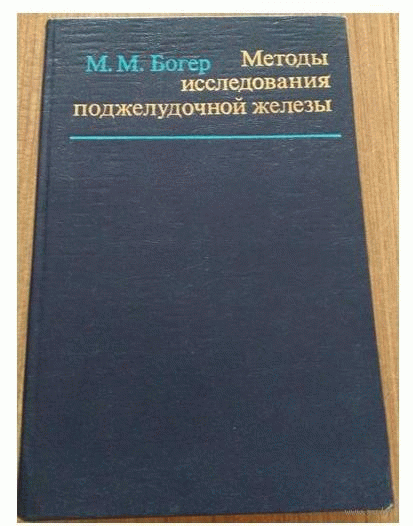 М. М. Богер Методы
исследования
поджелудочной железы